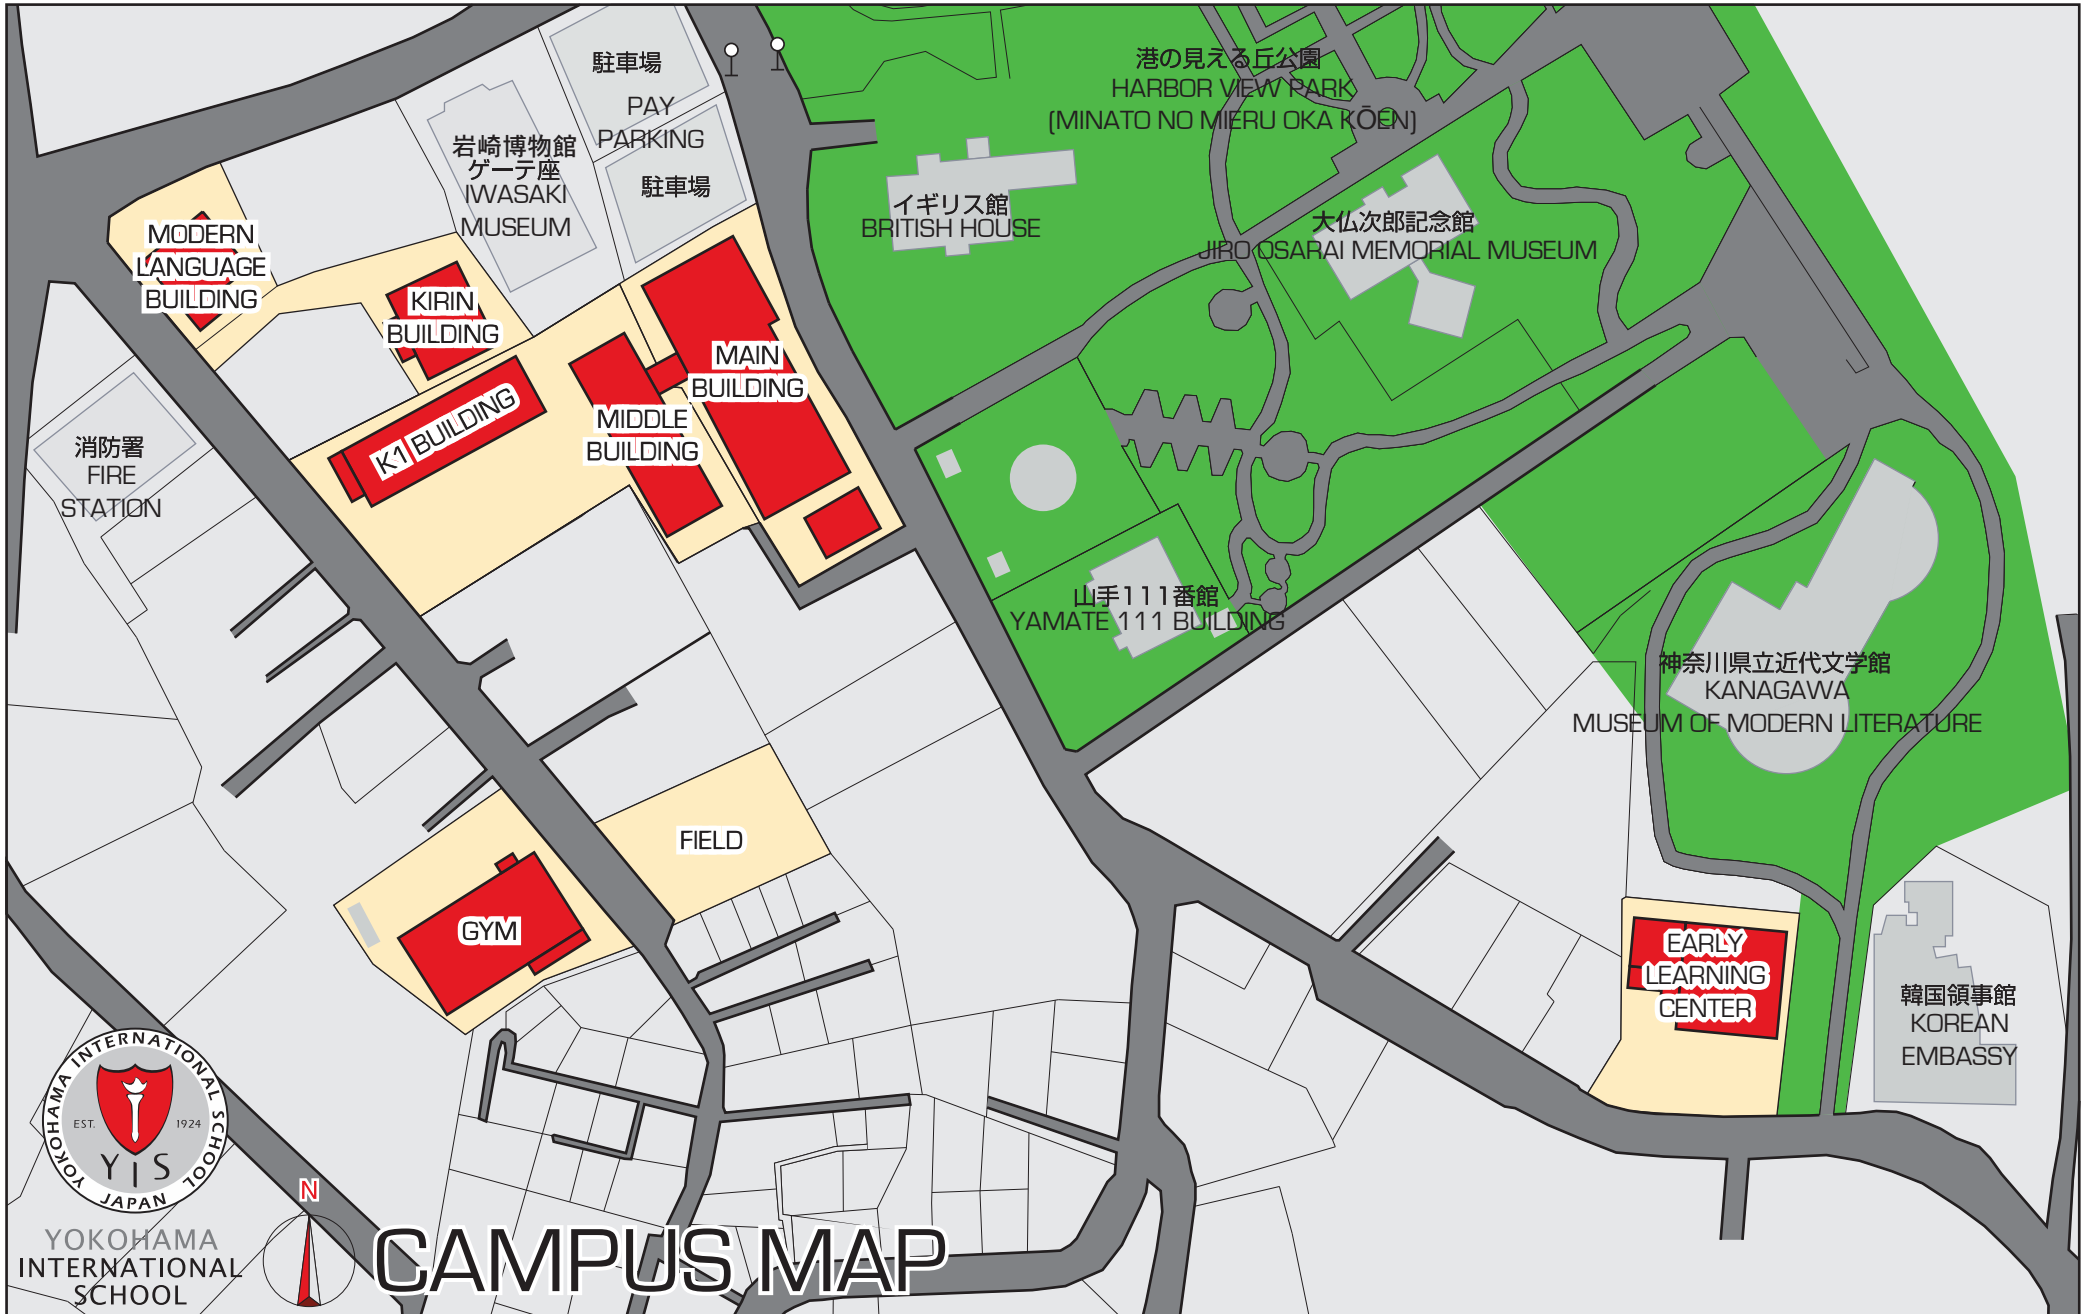 駐車場
PAY
PARKING
駐車場
岩崎博物館
ゲーテ座
IWASAKI
MUSEUM
港の見える丘公園
HARBOR VIEW PARK
(MINATO NO MIERU OKA KŌEN)
イギリス館
BRITISH HOUSE
大仏次郎記念館
JIRO OSARAI MEMORIAL MUSEUM
MODERN
LANGUAGE
BUILDING
KIRIN
BUILDING
MAIN
BUILDING
K1 BUILDING
MIDDLE
BUILDING
消防署
FIRE
STATION
山手111番館
YAMATE 111 BUILDING
神奈川県立近代文学館
KANAGAWA
MUSEUM OF MODERN LITERATURE
FIELD
GYM
EARLY
LEARNING
CENTER
韓国領事館
KOREAN
EMBASSY
YOKOHAMA INTERNATIONAL SCHOOL
EST. 1924
YIS
JAPAN
YOKOHAMA
INTERNATIONAL
SCHOOL
N
CAMPUS MAP